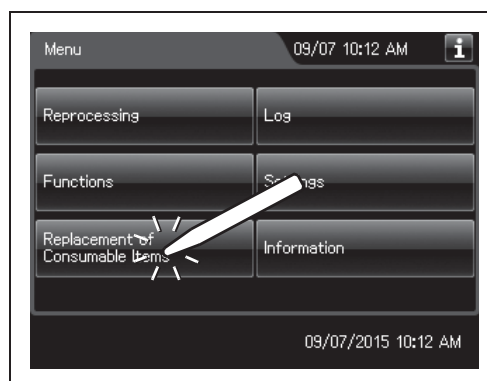 Menu
09/07 10:12 AM
i
Reprocessing
Log
Functions
Replacement of
Consumable Items
Information
09/07/2015 10:12 AM